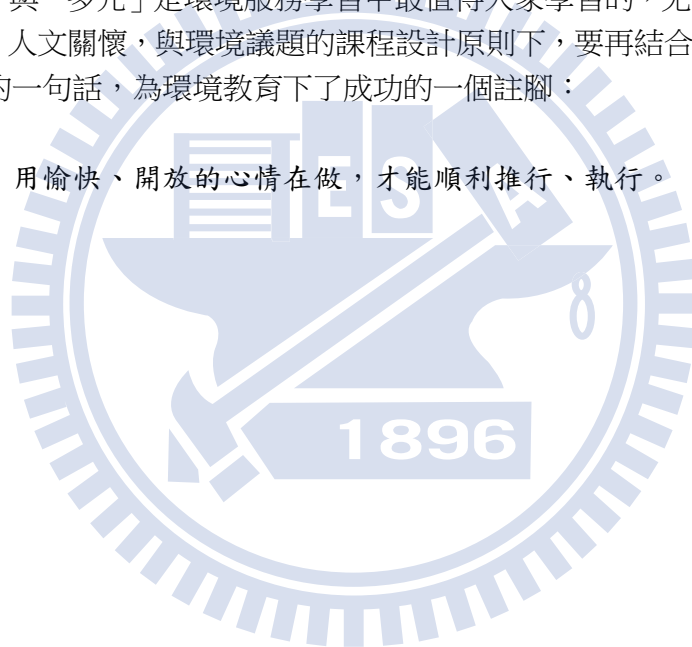 與「多元」是環境服務學習中最值得大家學習的，尤
人文關懷，與環境議題的課程設計原則下，要再結合
的一句話，為環境教育下了成功的一個註腳：
用愉快、開放的心情在做，才能順利推行、執行。
E S A
1896